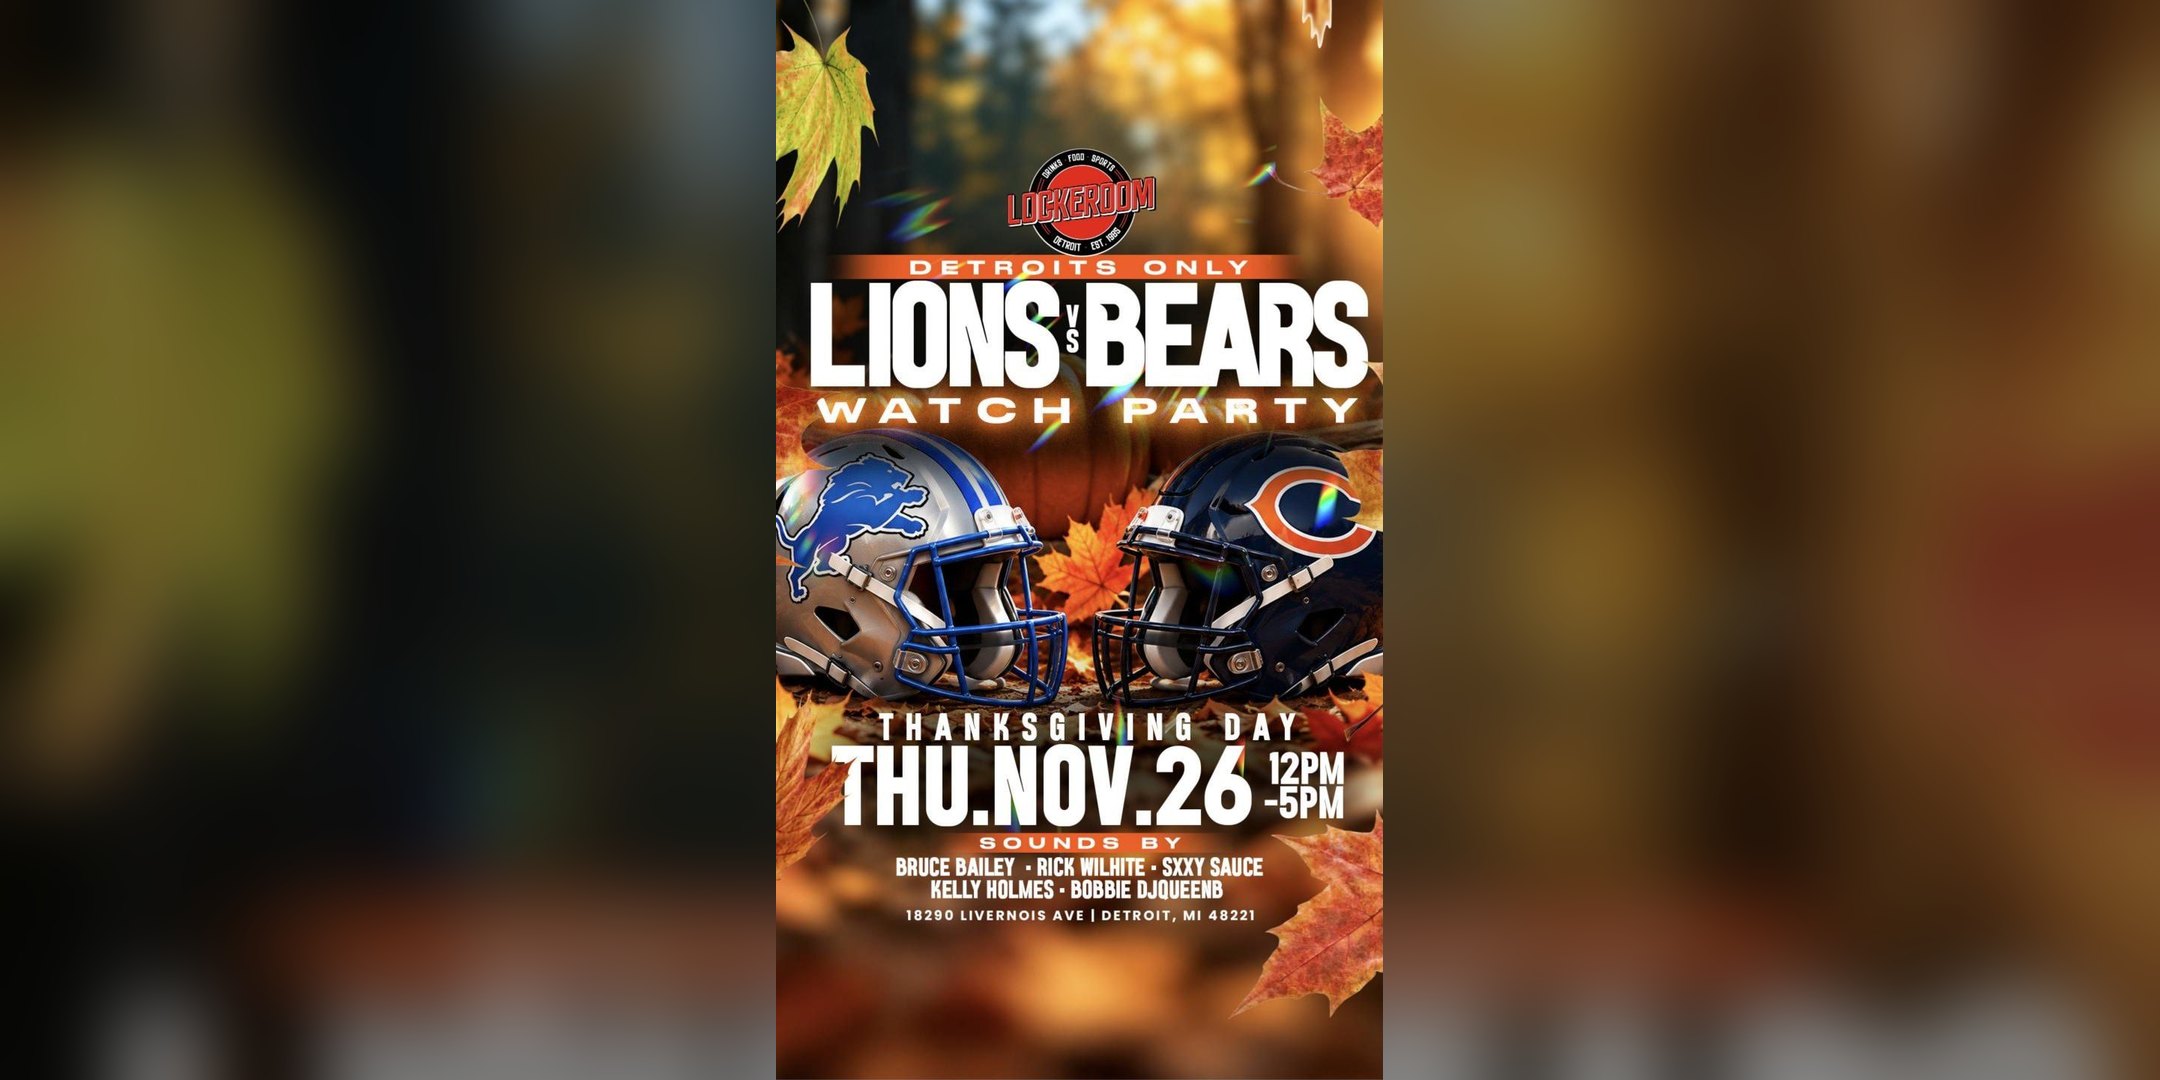 DRINKS · FOOD · SPORTS
LOCKEROOM
DETROIT · EST. 1985
DETROITS ONLY
LIONS VS BEARS
WATCH PARTY
THANKSGIVING DAY
THU.NOV.26 12PM
-5PM
SOUNDS BY
BRUCE BAILEY · RICK WILHITE · SXXY SAUCE
KELLY HOLMES · BOBBIE DJQUEENB
18290 LIVERNOIS AVE | DETROIT, MI 48221